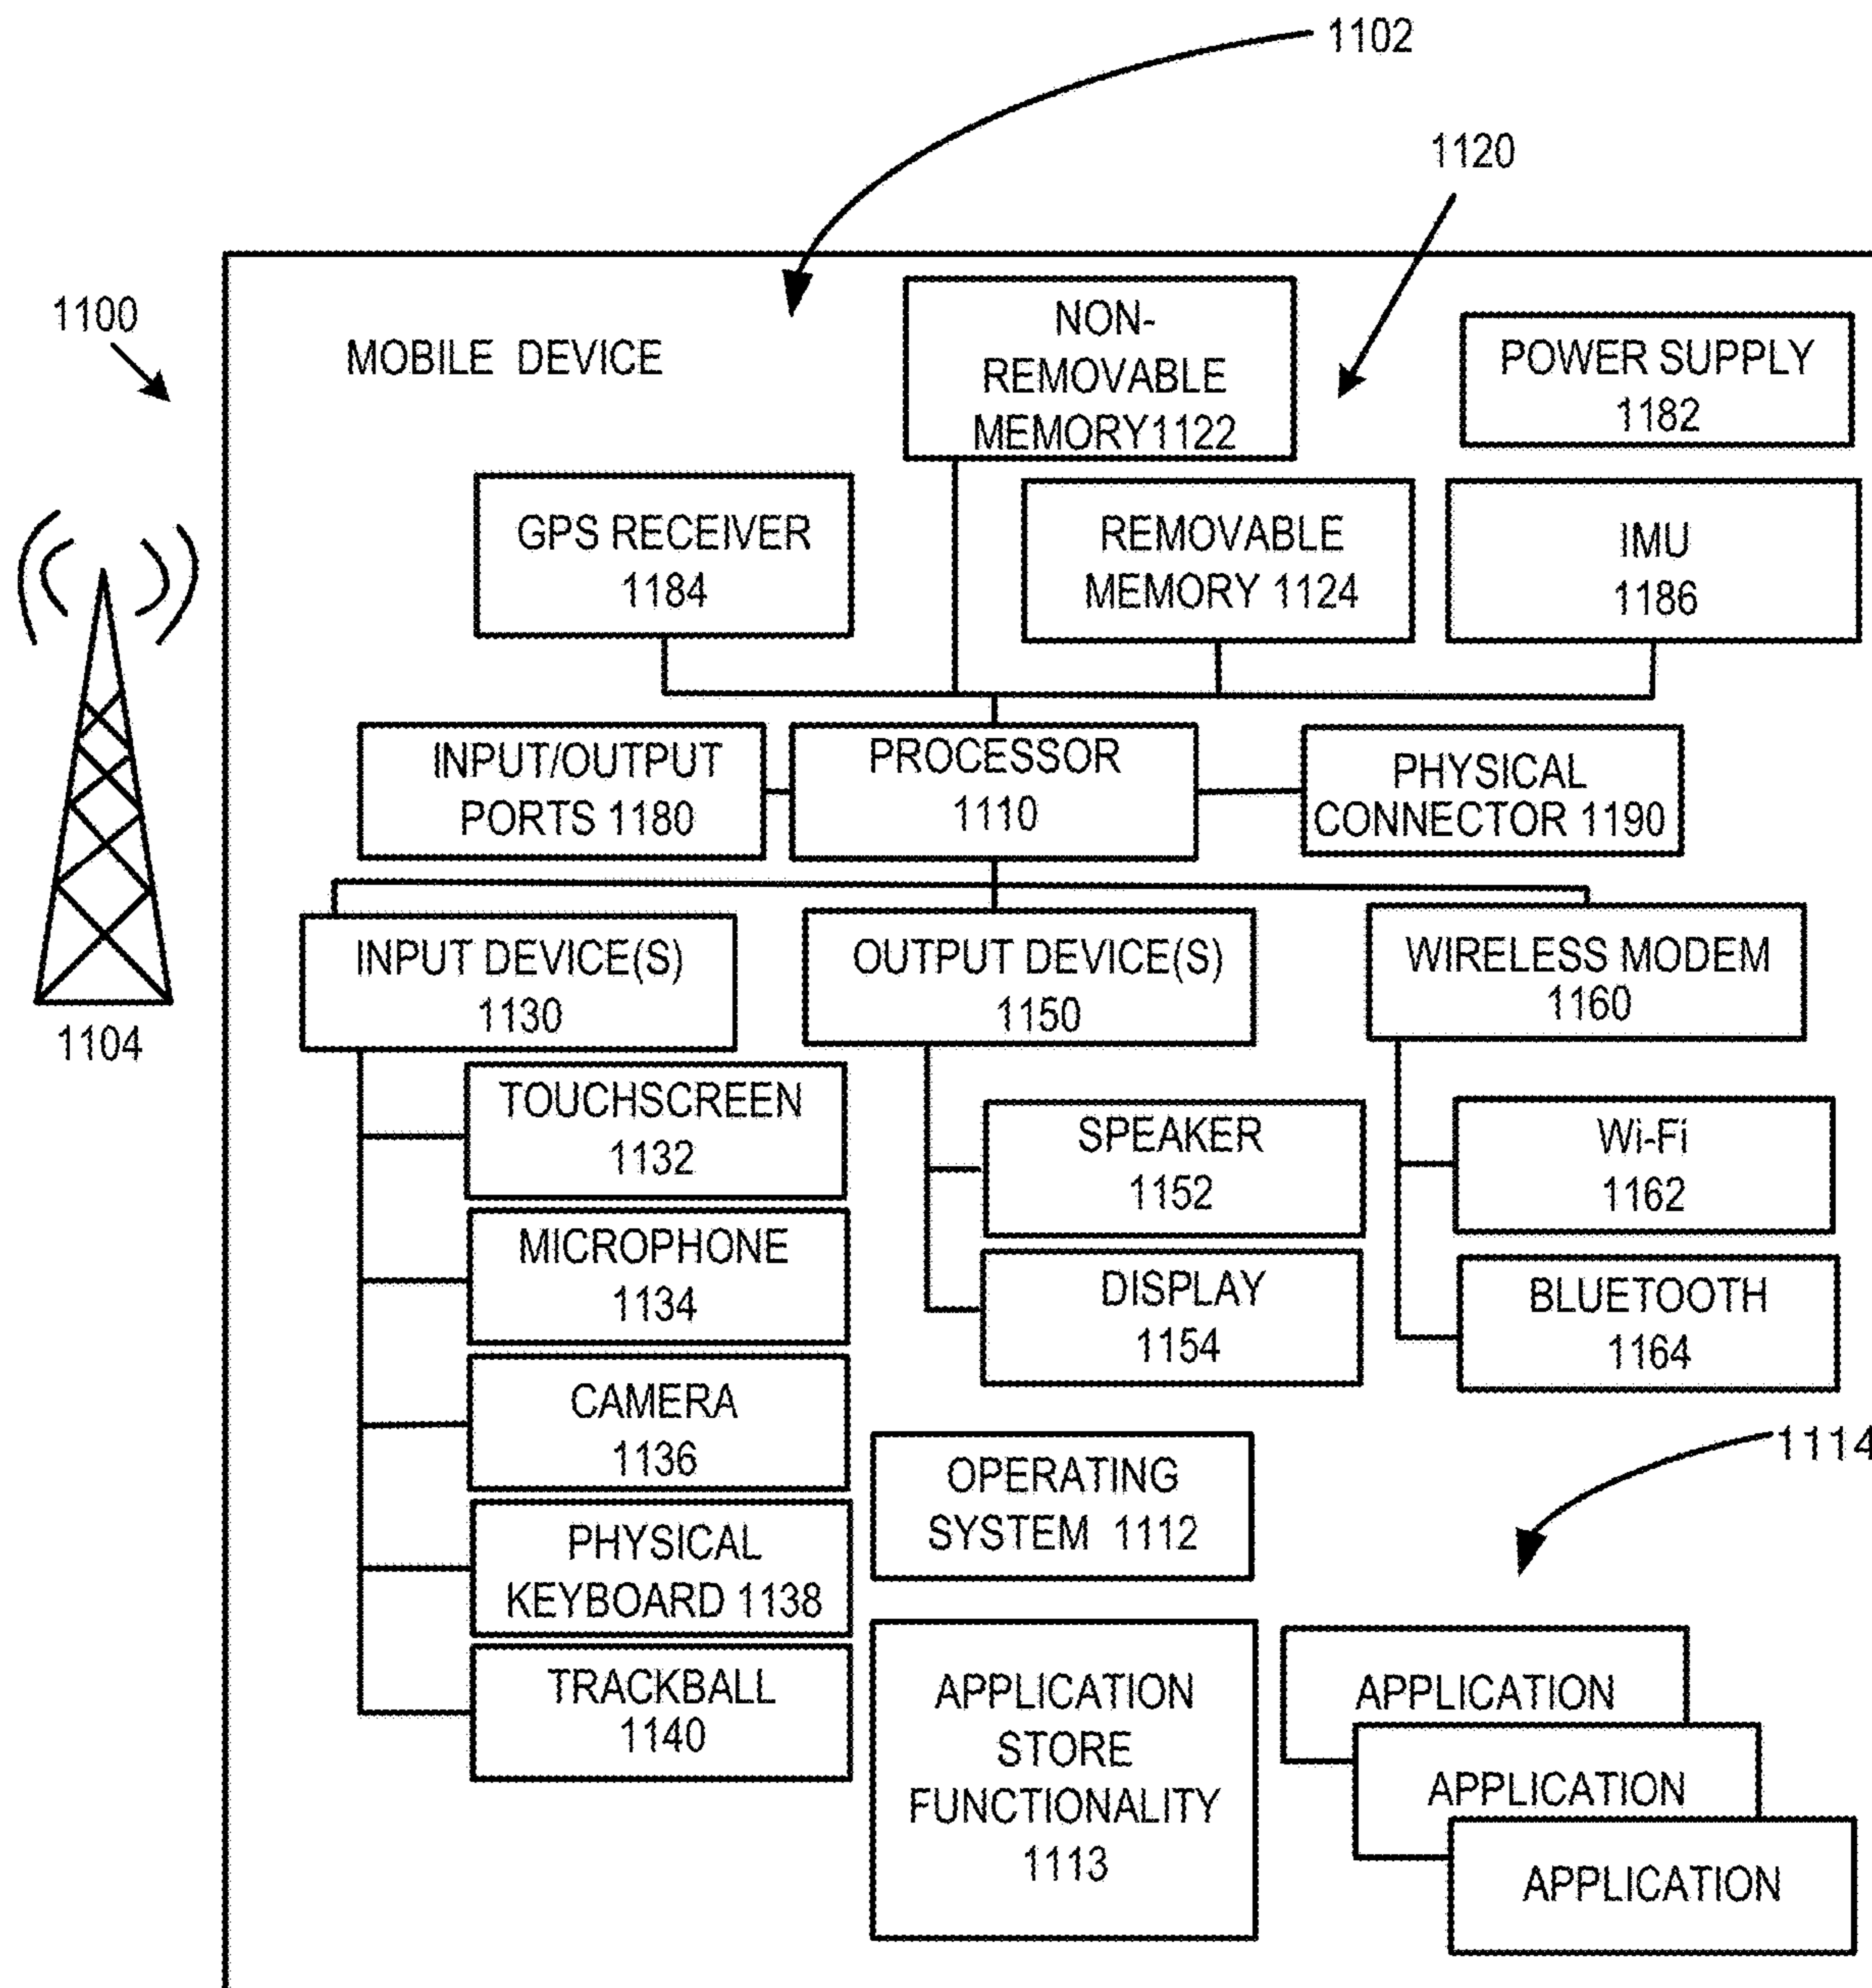 1102
1120
1100
MOBILE DEVICE
NON-
REMOVABLE
MEMORY1122
POWER SUPPLY
1182
GPS RECEIVER
1184
REMOVABLE
MEMORY 1124
IMU
1186
INPUT/OUTPUT
PORTS 1180
PROCESSOR
1110
PHYSICAL
CONNECTOR 1190
1104
INPUT DEVICE(S)
1130
OUTPUT DEVICE(S)
1150
WIRELESS MODEM
1160
TOUCHSCREEN
1132
MICROPHONE
1134
CAMERA
1136
PHYSICAL
KEYBOARD 1138
TRACKBALL
1140
SPEAKER
1152
DISPLAY
1154
Wi-Fi
1162
BLUETOOTH
1164
OPERATING
SYSTEM 1112
APPLICATION
STORE
FUNCTIONALITY
1113
1114
APPLICATION
APPLICATION
APPLICATION